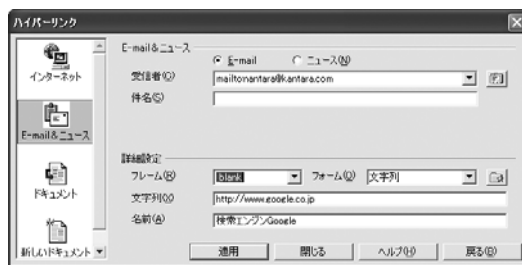 ハイパーリンク
インターネット
E-mail&ニュース
ドキュメント
新しいドキュメント
E-mail&ニュース
E-mail ニュース(N)
受信者(C) mailtonantara@kantara.com
件名(S)
詳細設定
フレーム(R) _blank フォーム(Q) 文字列
文字列(X) http://www.google.co.jp
名前(A) 検索エンジンGoogle
適用 閉じる ヘルプ(H) 戻る(B)